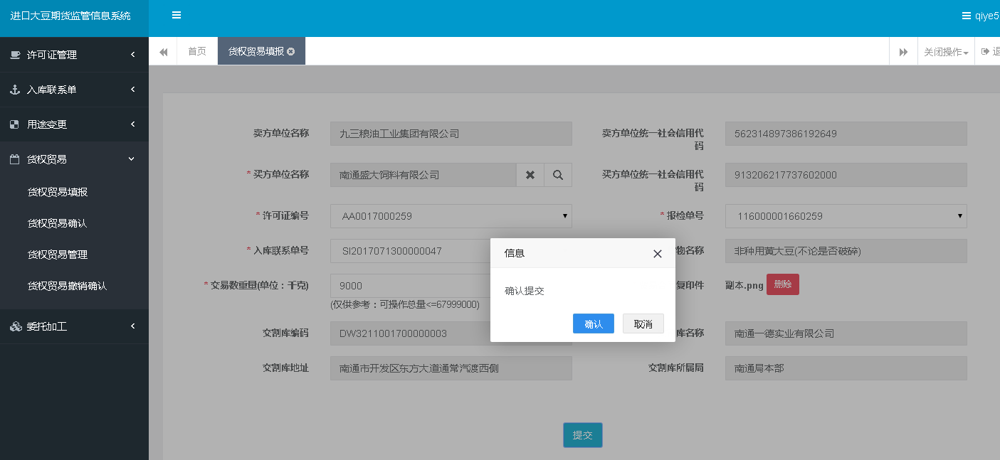 进口大豆期货监管信息系统
qiye5
许可证管理
入库联系单
用途变更
货权贸易
货权贸易填报
货权贸易确认
货权贸易管理
货权贸易撤销确认
委托加工
首页
货权贸易填报
关闭操作
退
卖方单位名称
九三粮油工业集团有限公司
卖方单位统一社会信用代
码
562314897386192649
* 买方单位名称
南通盛大饲料有限公司
买方单位统一社会信用代
码
913206217737602000
* 许可证编号
AA0017000259
* 报检单号
116000001660259
* 入库联系单号
SI2017071300000047
物名称
非种用黄大豆(不论是否破碎)
* 交易数重量(单位：千克)
9000
(仅供参考：可操作总量<=67999000)
复印件
副本.png
删除
交割库编码
DW3211001700000003
库名称
南通一德实业有限公司
交割库地址
南通市开发区东方大道通常汽渡西侧
交割库所属局
南通局本部
提交
信息
确认提交
确认
取消